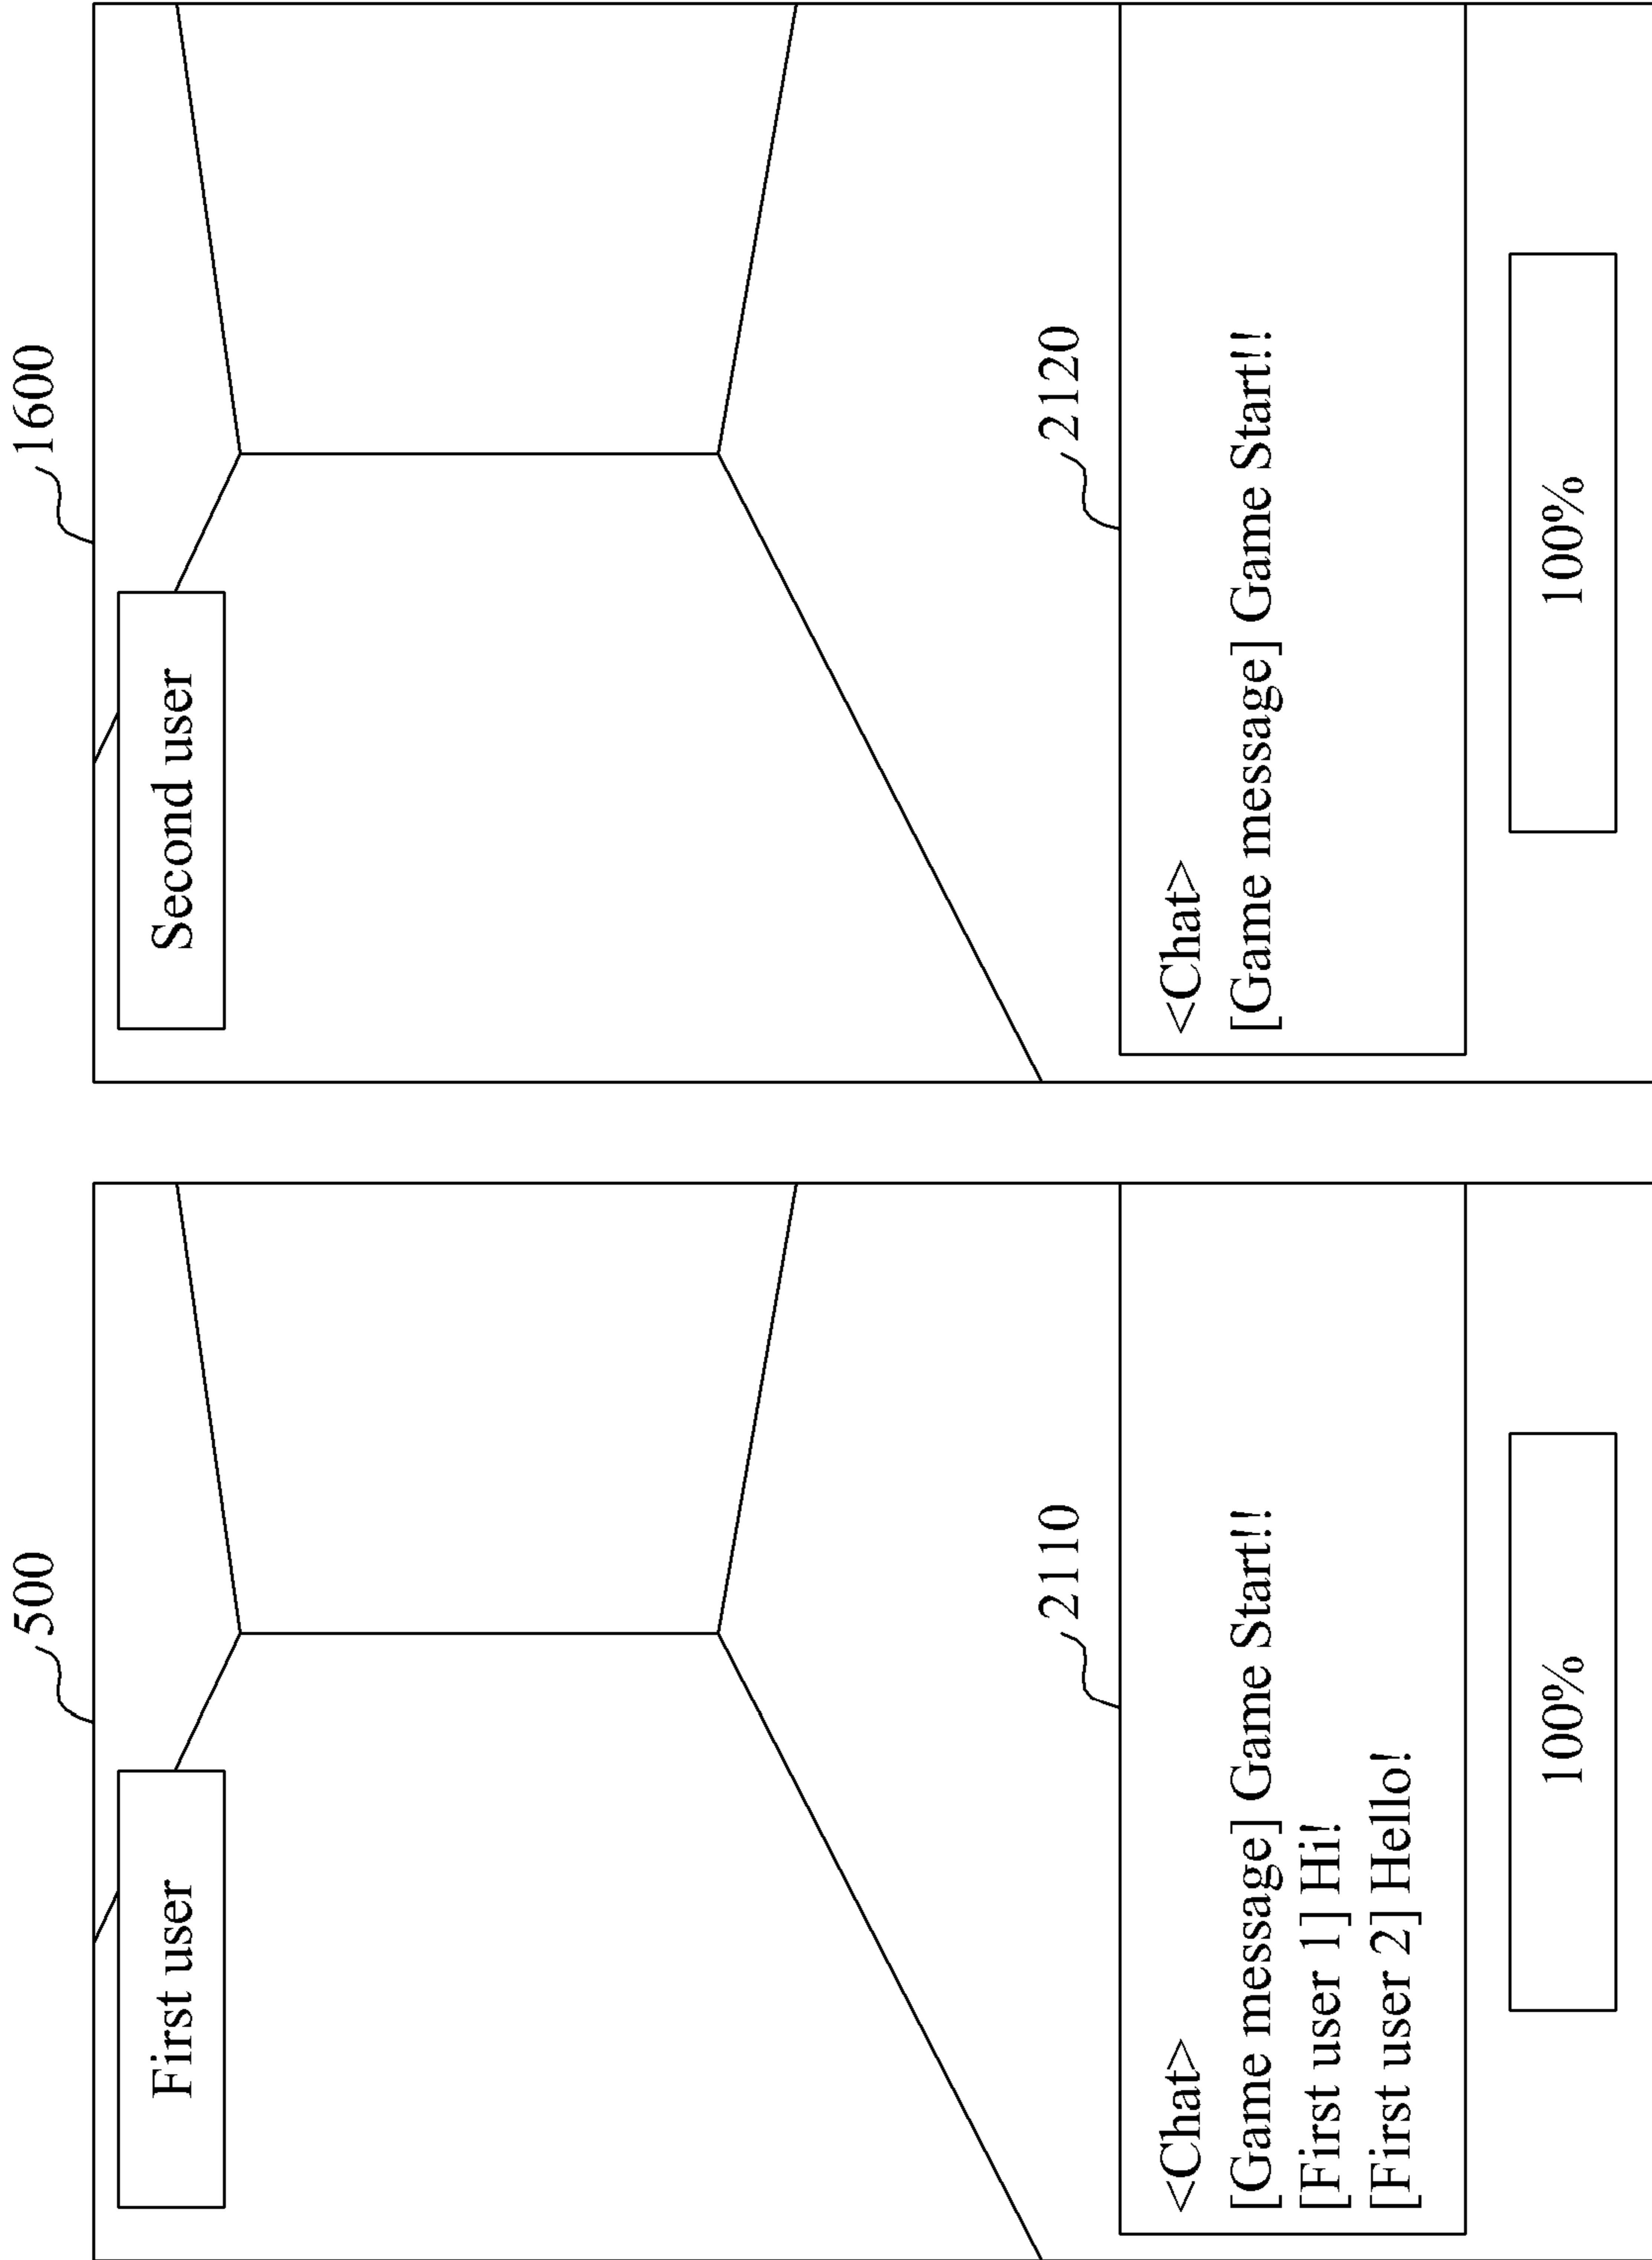 500
First user
2110
<Chat>
[Game message] Game Start!!!
[First user 1] Hi!
[First user 2] Hello!
100%
1600
Second user
2120
<Chat>
[Game message] Game Start!!!
100%